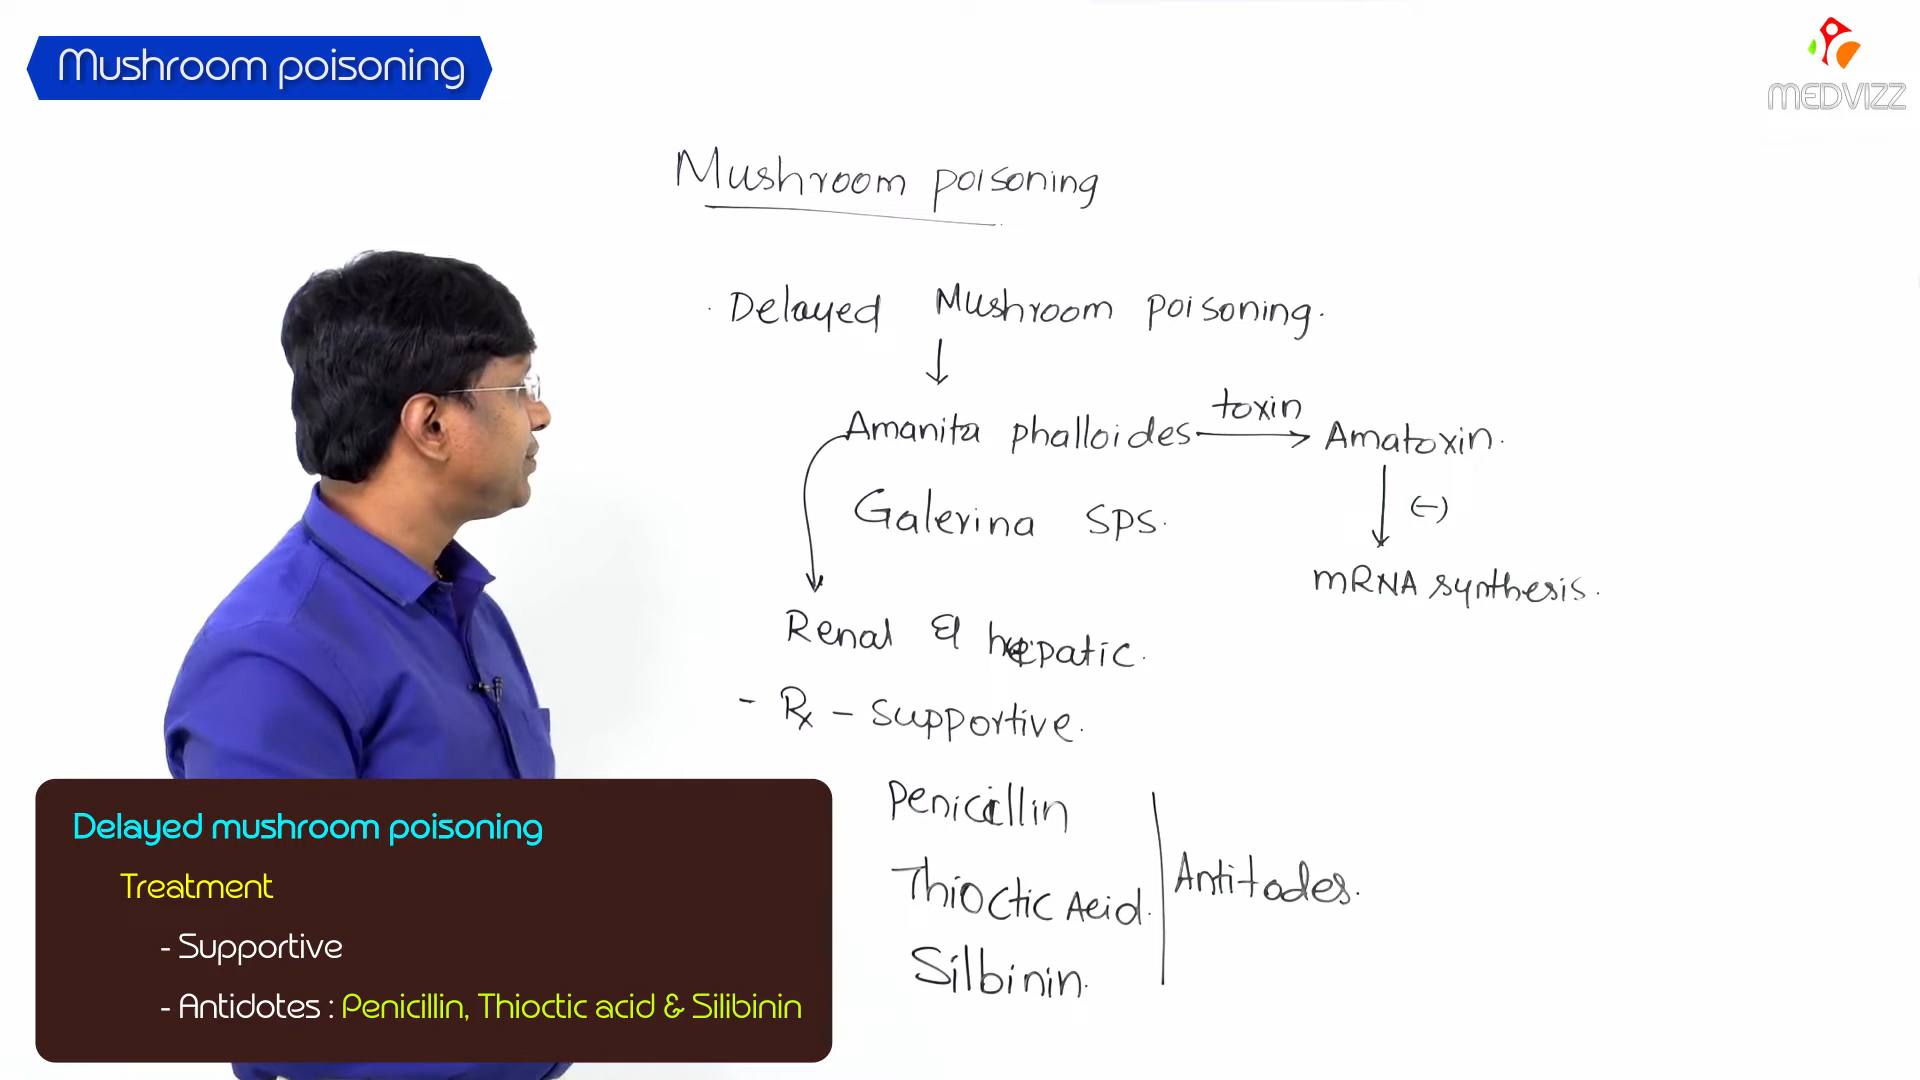 Mushroom poisoning
MEDVIZZ
Mushroom poisoning
Delayed Mushroom poisoning.
Amanita phalloides toxin Amatoxin.
(-)
Galerina sps.
mRNA synthesis.
Renal & hepatic.
- Rx - supportive.
Penicillin
Thioctic Acid.
Antitodes.
Silbinin.
Delayed mushroom poisoning
Treatment
- Supportive
- Antidotes : Penicillin, Thioctic acid & Silibinin